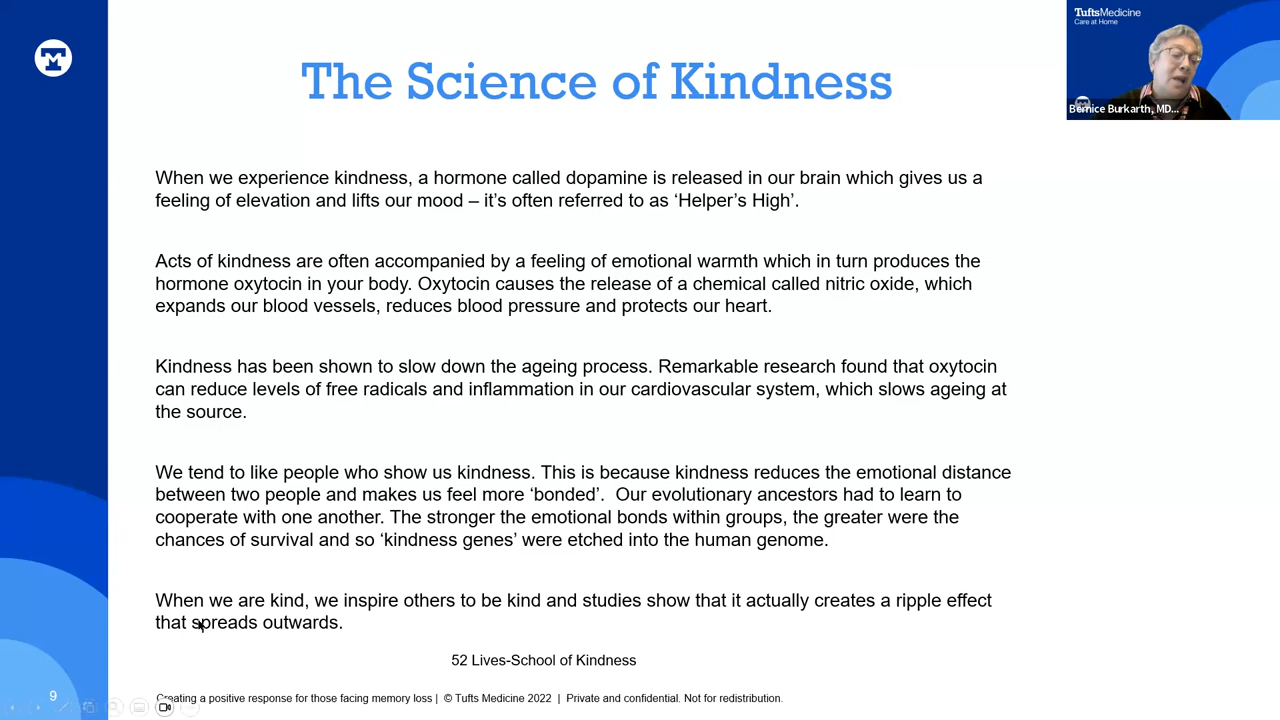 The Science of Kindness
When we experience kindness, a hormone called dopamine is released in our brain which gives us a
feeling of elevation and lifts our mood – it’s often referred to as ‘Helper’s High’.
Acts of kindness are often accompanied by a feeling of emotional warmth which in turn produces the
hormone oxytocin in your body. Oxytocin causes the release of a chemical called nitric oxide, which
expands our blood vessels, reduces blood pressure and protects our heart.
Kindness has been shown to slow down the ageing process. Remarkable research found that oxytocin
can reduce levels of free radicals and inflammation in our cardiovascular system, which slows ageing at
the source.
We tend to like people who show us kindness. This is because kindness reduces the emotional distance
between two people and makes us feel more ‘bonded’.  Our evolutionary ancestors had to learn to
cooperate with one another. The stronger the emotional bonds within groups, the greater were the
chances of survival and so ‘kindness genes’ were etched into the human genome.
When we are kind, we inspire others to be kind and studies show that it actually creates a ripple effect
that spreads outwards.
52 Lives-School of Kindness
9
Creating a positive response for those facing memory loss | © Tufts Medicine 2022 | Private and confidential. Not for redistribution.
TuftsMedicine
Care at Home
Bernice Burkarth, MD...